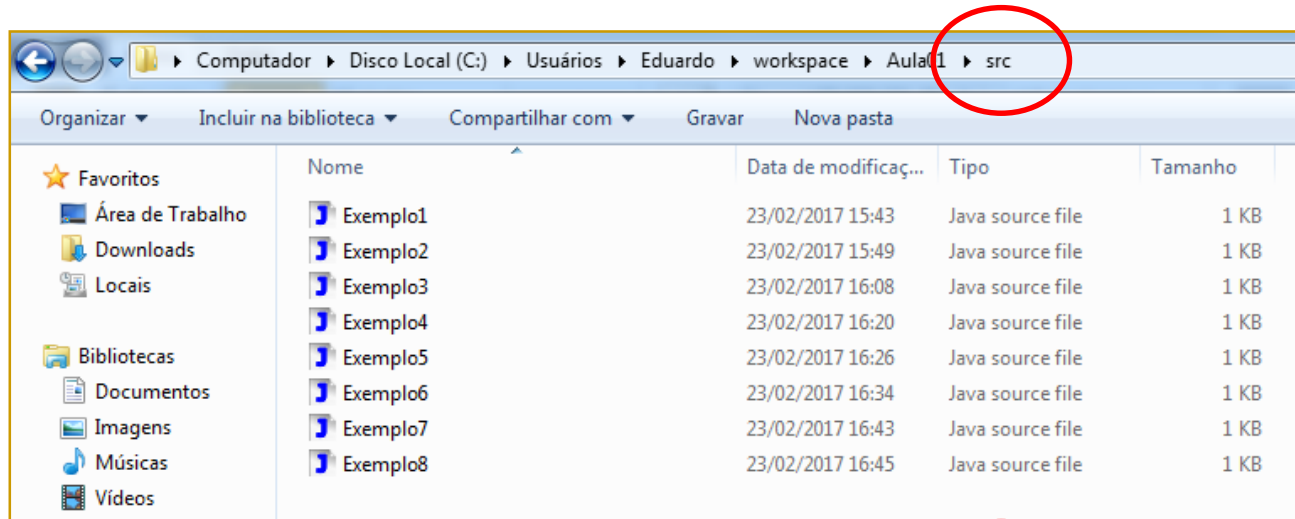 Computador ▸ Disco Local (C:) ▸ Usuários ▸ Eduardo ▸ workspace ▸ Aula01 ▸ src
Organizar Incluir na biblioteca Compartilhar com Gravar Nova pasta
Favoritos
Área de Trabalho
Downloads
Locais
Bibliotecas
Documentos
Imagens
Músicas
Vídeos
Nome Data de modificaç... Tipo Tamanho
Exemplo1 23/02/2017 15:43 Java source file 1 KB
Exemplo2 23/02/2017 15:49 Java source file 1 KB
Exemplo3 23/02/2017 16:08 Java source file 1 KB
Exemplo4 23/02/2017 16:20 Java source file 1 KB
Exemplo5 23/02/2017 16:26 Java source file 1 KB
Exemplo6 23/02/2017 16:34 Java source file 1 KB
Exemplo7 23/02/2017 16:43 Java source file 1 KB
Exemplo8 23/02/2017 16:45 Java source file 1 KB